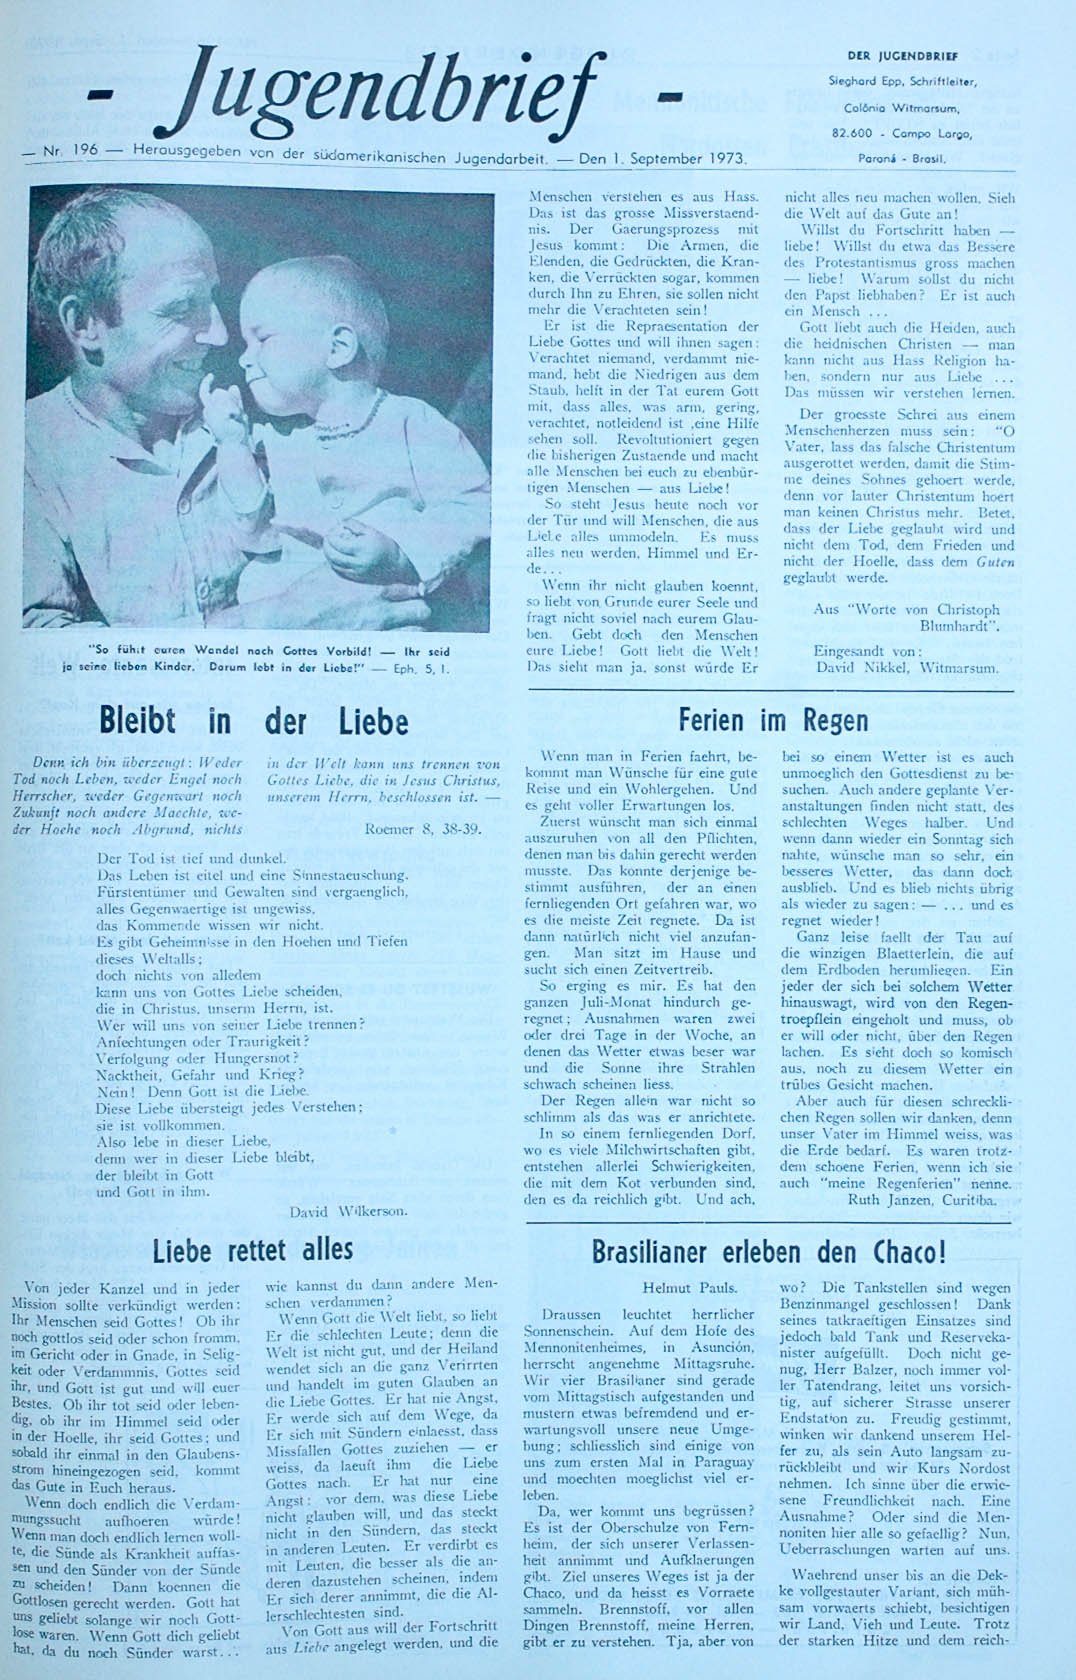 - Jugendbrief -
— Nr. 196 — Herausgegeben von der südamerikanischen Jugendarbeit. — Den 1. September 1973.
DER JUGENDBRIEF
Sieghard Epp, Schriftleiter,
Colônia Witmarsum,
82.600 - Campo Largo,
Paraná - Brasil.
"So führt euren Wandel nach Gottes Vorbild! — Ihr seid
ja seine lieben Kinder. Darum lebt in der Liebe!" — Eph. 5, 1.
Bleibt in der Liebe
Denn ich bin überzeugt: Weder
Tod noch Leben, weder Engel noch
Herrscher, weder Gegenwart noch
Zukunft noch andere Maechte, we-
der Hoehe noch Abgrund, nichts
in der Welt kann uns trennen von
Gottes Liebe, die in Jesus Christus,
unserem Herrn, beschlossen ist. —
Roemer 8, 38-39.
Der Tod ist tief und dunkel.
Das Leben ist eitel und eine Sinnestaeuschung.
Fürstentümer und Gewalten sind vergaenglich,
alles Gegenwaertige ist ungewiss,
das Kommende wissen wir nicht.
Es gibt Geheimnisse in den Hoehen und Tiefen
dieses Weltalls;
doch nichts von alledem
kann uns von Gottes Liebe scheiden,
die in Christus, unserm Herrn, ist.
Wer will uns von seiner Liebe trennen?
Anfechtungen oder Traurigkeit?
Verfolgung oder Hungersnot?
Nacktheit, Gefahr und Krieg?
Nein! Denn Gott ist die Liebe.
Diese Liebe übersteigt jedes Verstehen;
sie ist vollkommen.
Also lebe in dieser Liebe,
denn wer in dieser Liebe bleibt,
der bleibt in Gott
und Gott in ihm.
David Wilkerson.
Liebe rettet alles
Von jeder Kanzel und in jeder
Mission sollte verkündigt werden:
Ihr Menschen seid Gottes! Ob ihr
noch gottlos seid oder schon fromm,
im Gericht oder in Gnade, in Selig-
keit oder Verdammnis, Gottes seid
ihr, und Gott ist gut und will euer
Bestes. Ob ihr tot seid oder leben-
dig, ob ihr im Himmel seid oder
in der Hoelle, ihr seid Gottes; und
sobald ihr einmal in den Glaubens-
strom hineingezogen seid, kommt
das Gute in Euch heraus.
Wenn doch endlich die Verdam-
mungssucht aufhoeren würde!
Wenn man doch endlich lernen woll-
te, die Sünde als Krankheit auffas-
sen und den Sünder von der Sünde
zu scheiden! Dann koennen die
Gottlosen gerecht werden. Gott hat
uns geliebt solange wir noch Gott-
lose waren. Wenn Gott dich geliebt
hat, da du noch Sünder warst...
wie kannst du dann andere Men-
schen verdammen?
Wenn Gott die Welt liebt, so liebt
Er die schlechten Leute; denn die
Welt ist nicht gut, und der Heiland
wendet sich an die ganz Verirrten
und handelt im guten Glauben an
die Liebe Gottes. Er hat nie Angst,
Er werde sich auf dem Wege, da
Er sich mit Sündern einlaesst, dass
Missfallen Gottes zuziehen — er
weiss, da laeuft ihm die Liebe
Gottes nach. Er hat nur eine
Angst: vor dem, was diese Liebe
nicht glauben will, und das steckt
nicht in den Sündern, das steckt
in anderen Leuten. Er verdirbt es
mit Leuten, die besser als die an-
deren dazustehen scheinen, indem
Er sich derer annimmt, die die Al-
lerschlechtesten sind.
Von Gott aus will der Fortschritt
aus Liebe angelegt werden, und die
Menschen verstehen es aus Hass.
Das ist das grosse Missverstaend-
nis. Der Gaerungsprozess mit
Jesus kommt: Die Armen, die
Elenden, die Gedrückten, die Kran-
ken, die Verrückten sogar, kommen
durch Ihn zu Ehren, sie sollen nicht
mehr die Verachteten sein!
Er ist die Repraesentation der
Liebe Gottes und will ihnen sagen:
Verachtet niemand, verdammt nie-
mand, hebt die Niedrigen aus dem
Staub, helft in der Tat eurem Gott
mit, dass alles, was arm, gering,
verachtet, notleidend ist ,eine Hilfe
sehen soll. Revoltutioniert gegen
die bisherigen Zustaende und macht
alle Menschen bei euch zu ebenbür-
tigen Menschen — aus Liebe!
So steht Jesus heute noch vor
der Tür und will Menschen, die aus
Liebe alles ummodeln. Es muss
alles neu werden, Himmel und Er-
de...
Wenn ihr nicht glauben koennt,
so liebt von Grunde eurer Seele und
fragt nicht soviel nach eurem Glau-
ben. Gebt doch den Menschen
eure Liebe! Gott liebt die Welt!
Das sieht man ja, sonst würde Er
nicht alles neu machen wollen. Sieh
die Welt auf das Gute an!
Willst du Fortschritt haben —
liebe! Willst du etwa das Bessere
des Protestantismus gross machen
— liebe! Warum sollst du nicht
den Papst liebhaben? Er ist auch
ein Mensch ...
Gott liebt auch die Heiden, auch
die heidnischen Christen — man
kann nicht aus Hass Religion ha-
ben, sondern nur aus Liebe ...
Das müssen wir verstehen lernen.
Der groesste Schrei aus einem
Menschenherzen muss sein: "O
Vater, lass das falsche Christentum
ausgerottet werden, damit die Stim-
me deines Sohnes gehoert werde,
denn vor lauter Christentum hoert
man keinen Christus mehr. Betet,
dass der Liebe geglaubt wird und
nicht dem Tod, dem Frieden und
nicht der Hoelle, dass dem Guten
geglaubt werde.
Aus "Worte von Christoph
Blumhardt".
Eingesandt von:
David Nikkel, Witmarsum.
Ferien im Regen
Wenn man in Ferien faehrt, be-
kommt man Wünsche für eine gute
Reise und ein Wohlergehen. Und
es geht voller Erwartungen los.
Zuerst wünscht man sich einmal
auszuruhen von all den Pflichten,
denen man bis dahin gerecht werden
musste. Das konnte derjenige be-
stimmt ausführen, der an einen
fernliegenden Ort gefahren war, wo
es die meiste Zeit regnete. Da ist
dann natürlich nicht viel anzufan-
gen. Man sitzt im Hause und
sucht sich einen Zeitvertreib.
So erging es mir. Es hat den
ganzen Juli-Monat hindurch ge-
regnet; Ausnahmen waren zwei
oder drei Tage in der Woche, an
denen das Wetter etwas beser war
und die Sonne ihre Strahlen
schwach scheinen liess.
Der Regen allein war nicht so
schlimm als das was er anrichtete.
In so einem fernliegenden Dorf,
wo es viele Milchwirtschaften gibt,
entstehen allerlei Schwierigkeiten,
die mit dem Kot verbunden sind,
den es da reichlich gibt. Und ach,
bei so einem Wetter ist es auch
unmoeglich den Gottesdienst zu be-
suchen. Auch andere geplante Ver-
anstaltungen finden nicht statt, des
schlechten Weges halber. Und
wenn dann wieder ein Sonntag sich
nahte, wünsche man so sehr, ein
besseres Wetter, das dann doch
ausblieb. Und es blieb nichts übrig
als wieder zu sagen: — ... und es
regnet wieder!
Ganz leise faellt der Tau auf
die winzigen Blaetterlein, die auf
dem Erdboden herumliegen. Ein
jeder der sich bei solchem Wetter
hinauswagt, wird von den Regen-
troepflein eingeholt und muss, ob
er will oder nicht, über den Regen
lachen. Es sieht doch so komisch
aus, noch zu diesem Wetter ein
trübes Gesicht machen.
Aber auch für diesen schreckli-
chen Regen sollen wir danken, denn
unser Vater im Himmel weiss, was
die Erde bedarf. Es waren trotz-
dem schoene Ferien, wenn ich sie
auch "meine Regenferien" nenne.
Ruth Janzen, Curitiba.
Brasilianer erleben den Chaco!
Helmut Pauls.
Draussen leuchtet herrlicher
Sonnenschein. Auf dem Hofe des
Mennonitenheimes, in Asunción,
herrscht angenehme Mittagsruhe.
Wir vier Brasilianer sind gerade
vom Mittagstisch aufgestanden und
mustern etwas befremdend und er-
wartungsvoll unsere neue Umge-
bung; schliesslich sind einige von
uns zum ersten Mal in Paraguay
und moechten moeglichst viel er-
leben.
Da, wer kommt uns begrüssen?
Es ist der Oberschulze von Fern-
heim, der sich unserer Verlassen-
heit annimmt und Aufklaerungen
gibt. Ziel unseres Weges ist ja der
Chaco, und da heisst es Vorraete
sammeln. Brennstoff, vor allen
Dingen Brennstoff, meine Herren,
gibt er zu verstehen. Tja, aber von
wo? Die Tankstellen sind wegen
Benzinmangel geschlossen! Dank
seines tatkraeftigen Einsatzes sind
jedoch bald Tank und Reserveka-
nister aufgefüllt. Doch nicht ge-
nug, Herr Balzer, noch immer vol-
ler Tatendrang, leitet uns vorsich-
tig, auf sicherer Strasse unserer
Endstation zu. Freudig gestimmt,
winken wir dankend unserem Hel-
fer zu, als sein Auto langsam zu-
rückbleibt und wir Kurs Nordost
nehmen. Ich sinne über die erwie-
sene Freundlichkeit nach. Eine
Ausnahme? Oder sind die Men-
noniten hier alle so gefaellig? Nun,
Ueberraschungen warten auf uns.
Waehrend unser bis an die Dek-
ke vollgestauter Variant, sich müh-
sam vorwaerts schiebt, besichtigen
wir Land, Vieh und Leute. Trotz
der starken Hitze und dem reich-